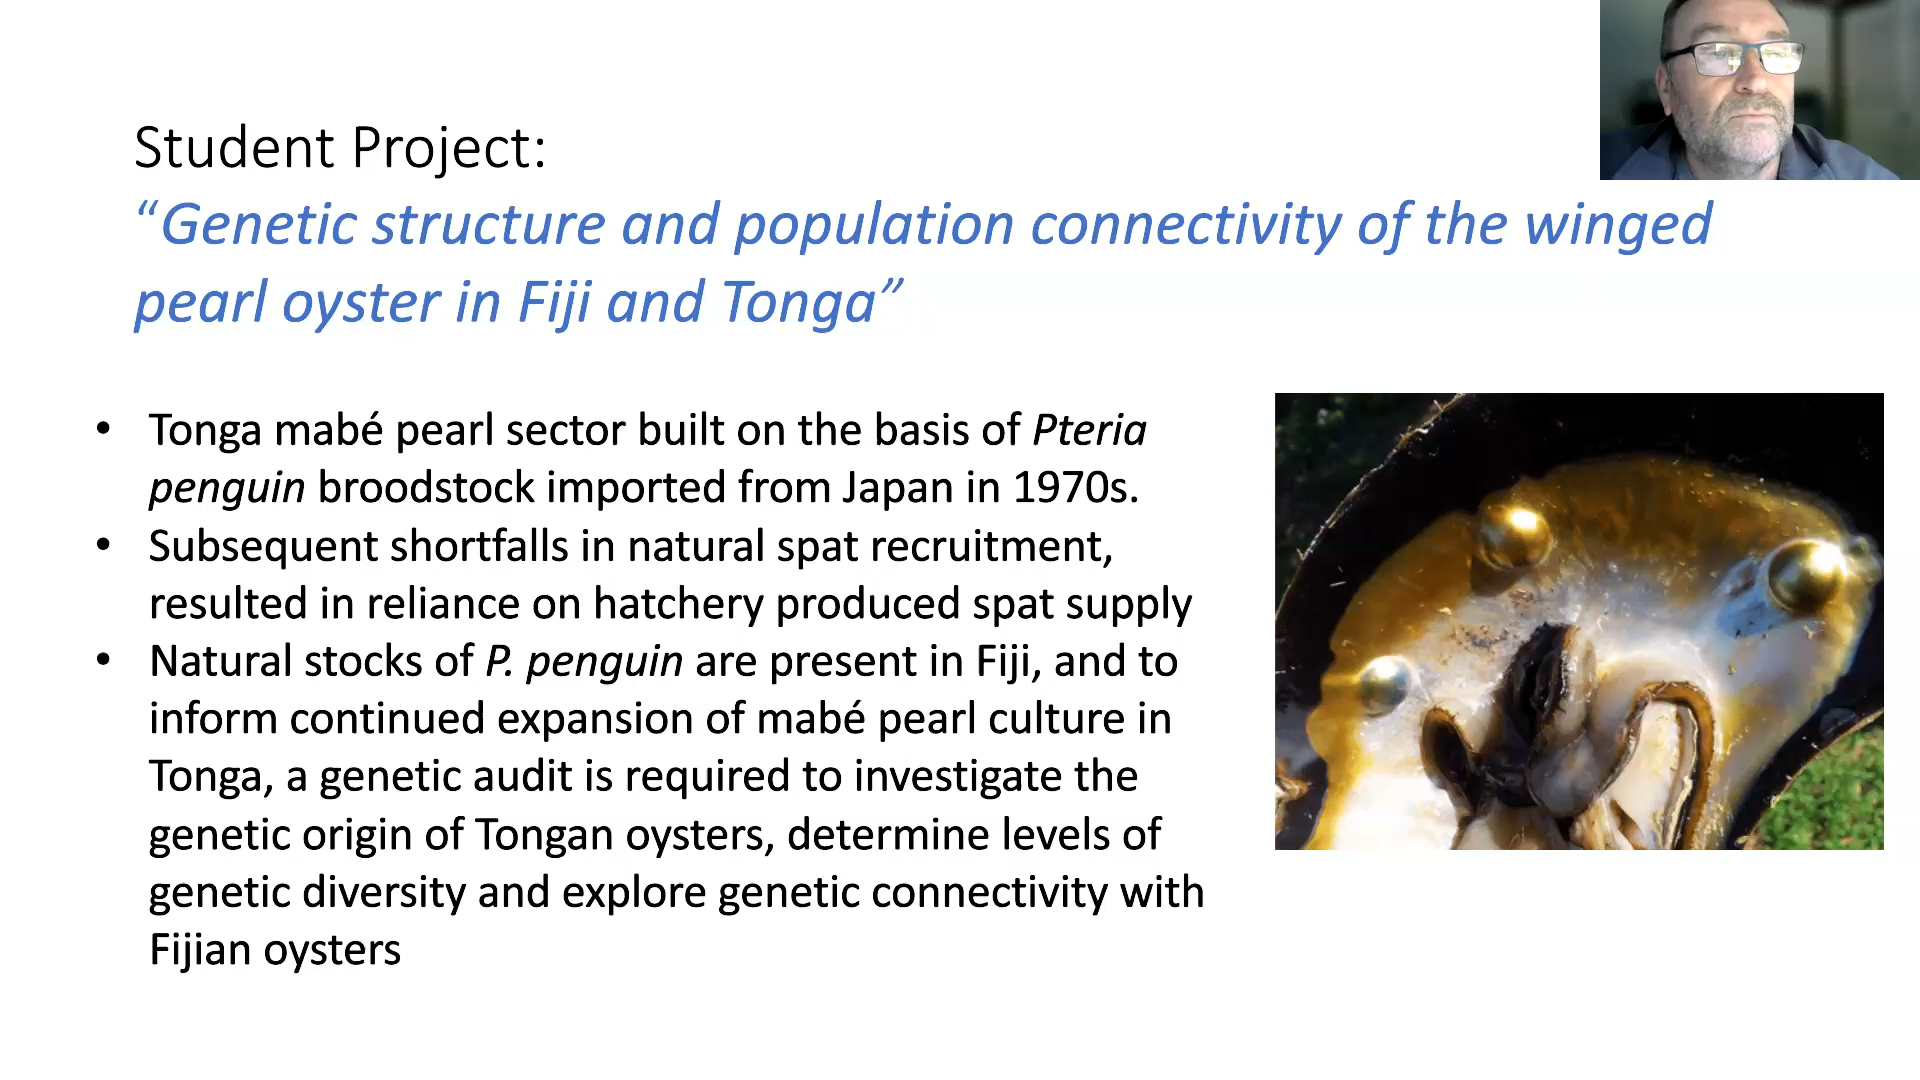 Student Project:
“Genetic structure and population connectivity of the winged
pearl oyster in Fiji and Tonga”
• Tonga mabé pearl sector built on the basis of Pteria
penguin broodstock imported from Japan in 1970s.
• Subsequent shortfalls in natural spat recruitment,
resulted in reliance on hatchery produced spat supply
• Natural stocks of P. penguin are present in Fiji, and to
inform continued expansion of mabé pearl culture in
Tonga, a genetic audit is required to investigate the
genetic origin of Tongan oysters, determine levels of
genetic diversity and explore genetic connectivity with
Fijian oysters